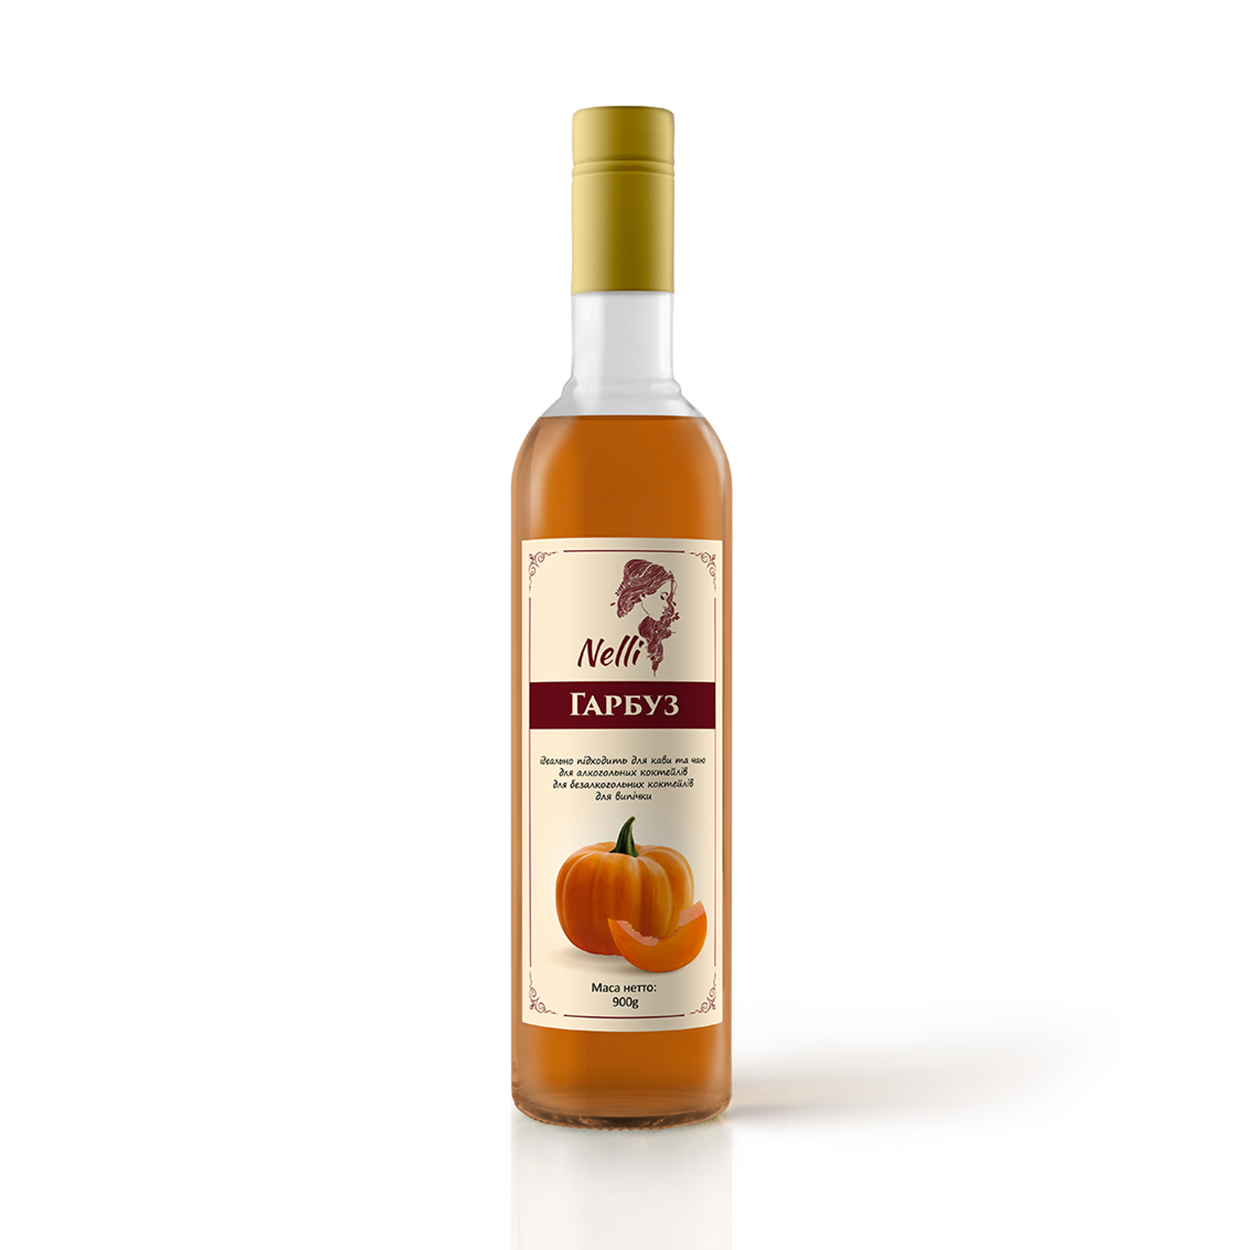 Nelli
ГАРБУЗ
ідеально підходить для кави та чаю
для алкогольних коктейлів
для безалкогольних коктейлів
для випічки
Маса нетто:
900g